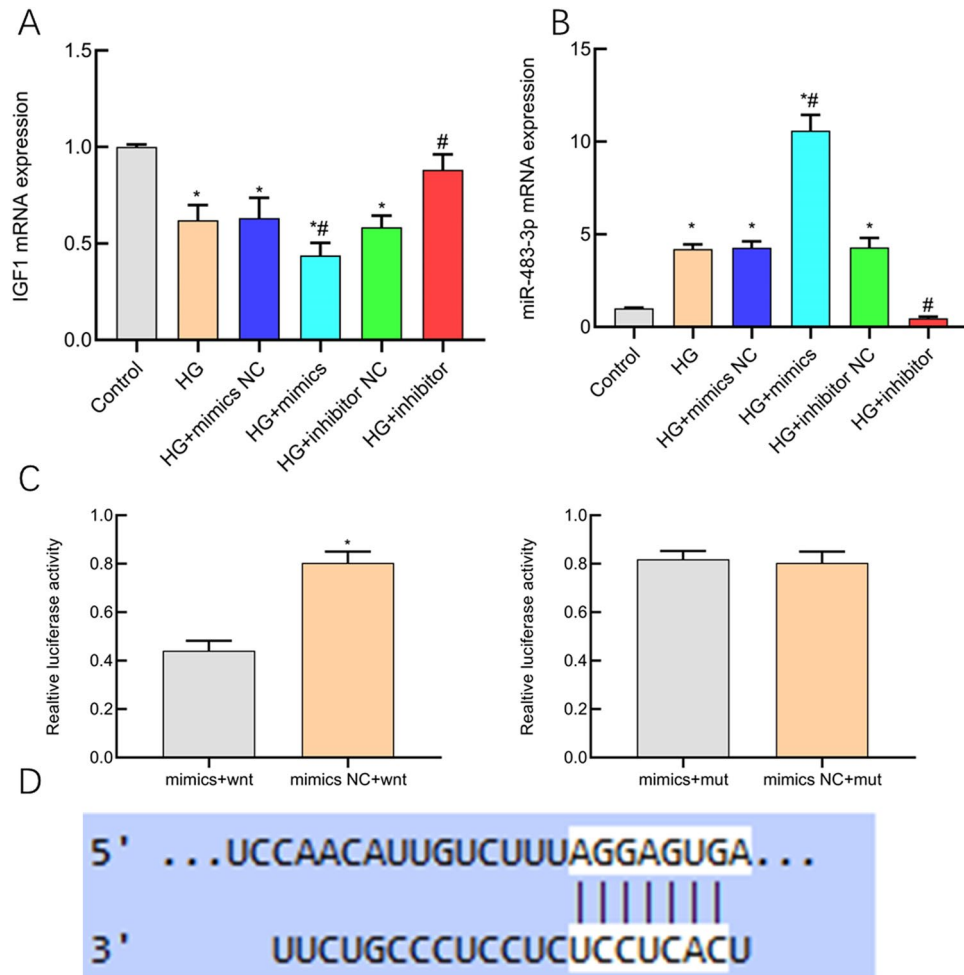 A
IGF1 mRNA expression
1.5
1.0
0.5
0.0
*
*
*#
*
#
Control
HG
HG+mimics NC
HG+mimics
HG+inhibitor NC
HG+inhibitor
B
miR-483-3p mRNA expression
15
10
5
0
*
*
*#
*
#
Control
HG
HG+mimics NC
HG+mimics
HG+inhibitor NC
HG+inhibitor
C
Realtive luciferase activity
1.0
0.8
0.6
0.4
0.2
0.0
*
mimics+wnt
mimics NC+wnt
Realtive luciferase activity
1.0
0.8
0.6
0.4
0.2
0.0
mimics+mut
mimics NC+mut
D
5' ...UCCAACAUUGUCUUUAGGAGUGA...
3' UUCUGCCCUCCUCUCCUCACU